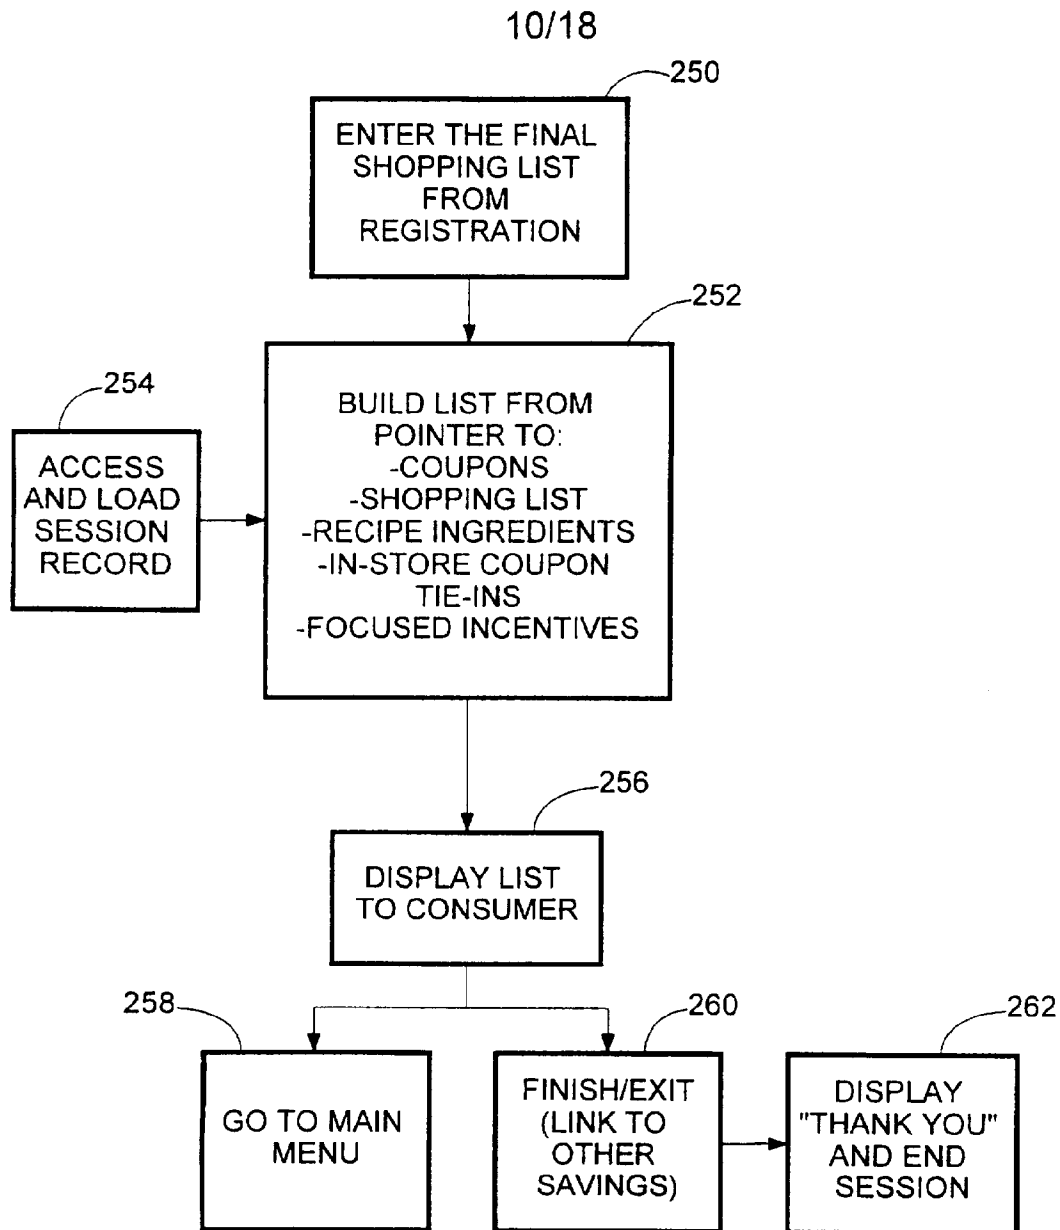 10/18
250
ENTER THE FINAL
SHOPPING LIST
FROM
REGISTRATION
252
BUILD LIST FROM
POINTER TO:
-COUPONS
-SHOPPING LIST
-RECIPE INGREDIENTS
-IN-STORE COUPON
TIE-INS
-FOCUSED INCENTIVES
254
ACCESS
AND LOAD
SESSION
RECORD
256
DISPLAY LIST
TO CONSUMER
258
GO TO MAIN
MENU
260
FINISH/EXIT
(LINK TO
OTHER
SAVINGS)
262
DISPLAY
"THANK YOU"
AND END
SESSION